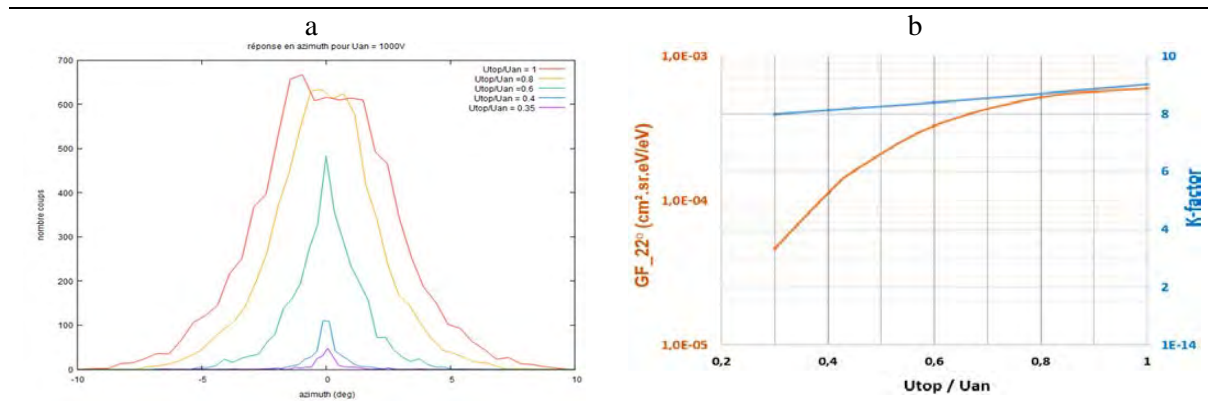 a
réponse en azimuth pour Uan = 1000V
700
600
500
400
300
200
100
0
nombre coups
Utop/Uan = 1
Utop/Uan =0.8
Utop/Uan =0.6
Utop/Uan = 0.4
Utop/Uan = 0.35
-10
-5
0
5
10
azimuth (deg)
b
1,0E-03
1,0E-04
1,0E-05
GF_22° (cm².sr.eV/eV)
10
8
6
4
2
1E-14
K-factor
0,2
0,4
0,6
0,8
1
Utop / Uan